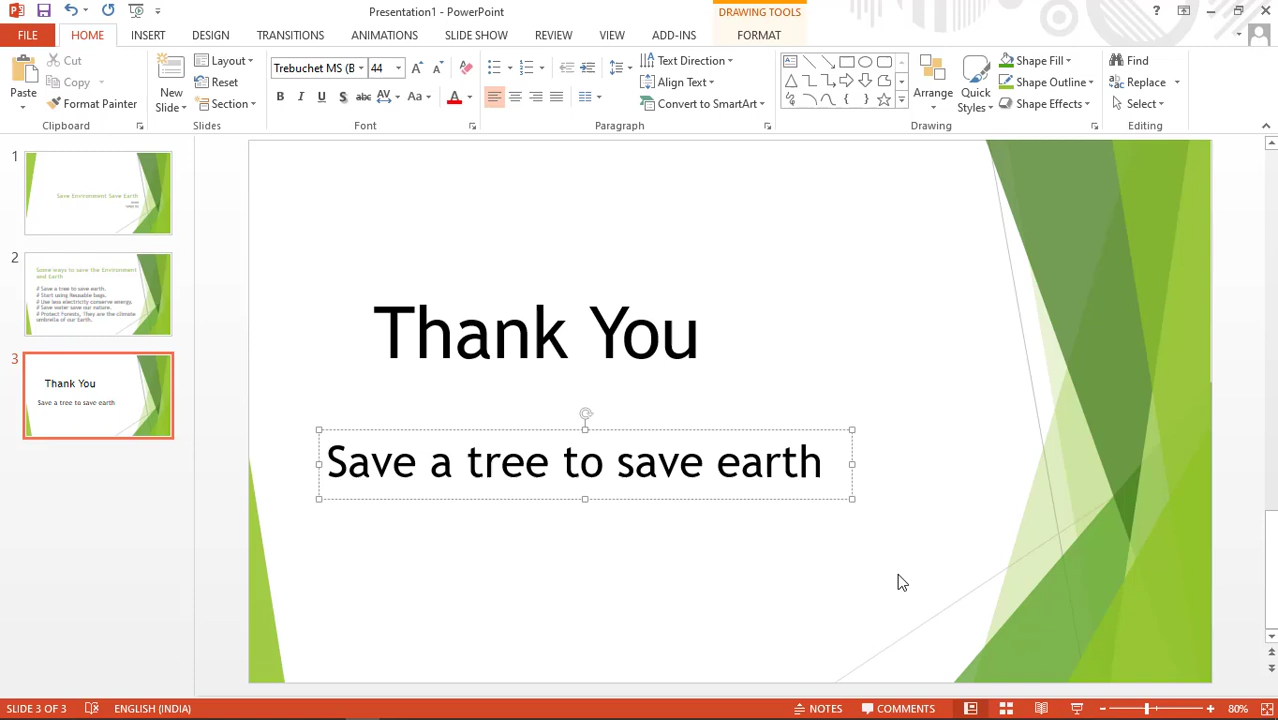 Presentation1 - PowerPoint
DRAWING TOOLS
?
FILE HOME INSERT DESIGN TRANSITIONS ANIMATIONS SLIDE SHOW REVIEW VIEW ADD-INS FORMAT
Paste
Cut
Copy
Format Painter
Clipboard
New Slide
Layout
Reset
Section
Slides
Trebuchet MS (B 44
B U S abc AV Aa A
Font
Text Direction
Align Text
Convert to SmartArt
Paragraph
Arrange
Quick Styles
Shape Fill
Shape Outline
Shape Effects
Drawing
Find
Replace
Select
Editing
1
Save Environment Save Earth
2
Some ways to save the Environment
and Earth
# Save a tree to save earth.
# Start using Reusable bags.
# Use less electricity conserve energy.
# Save water save our nature.
# Protect Forests, They are the climate
umbrella of our Earth.
3
Thank You
Save a tree to save earth
Thank You
Save a tree to save earth
SLIDE 3 OF 3 ENGLISH (INDIA) NOTES COMMENTS 80%